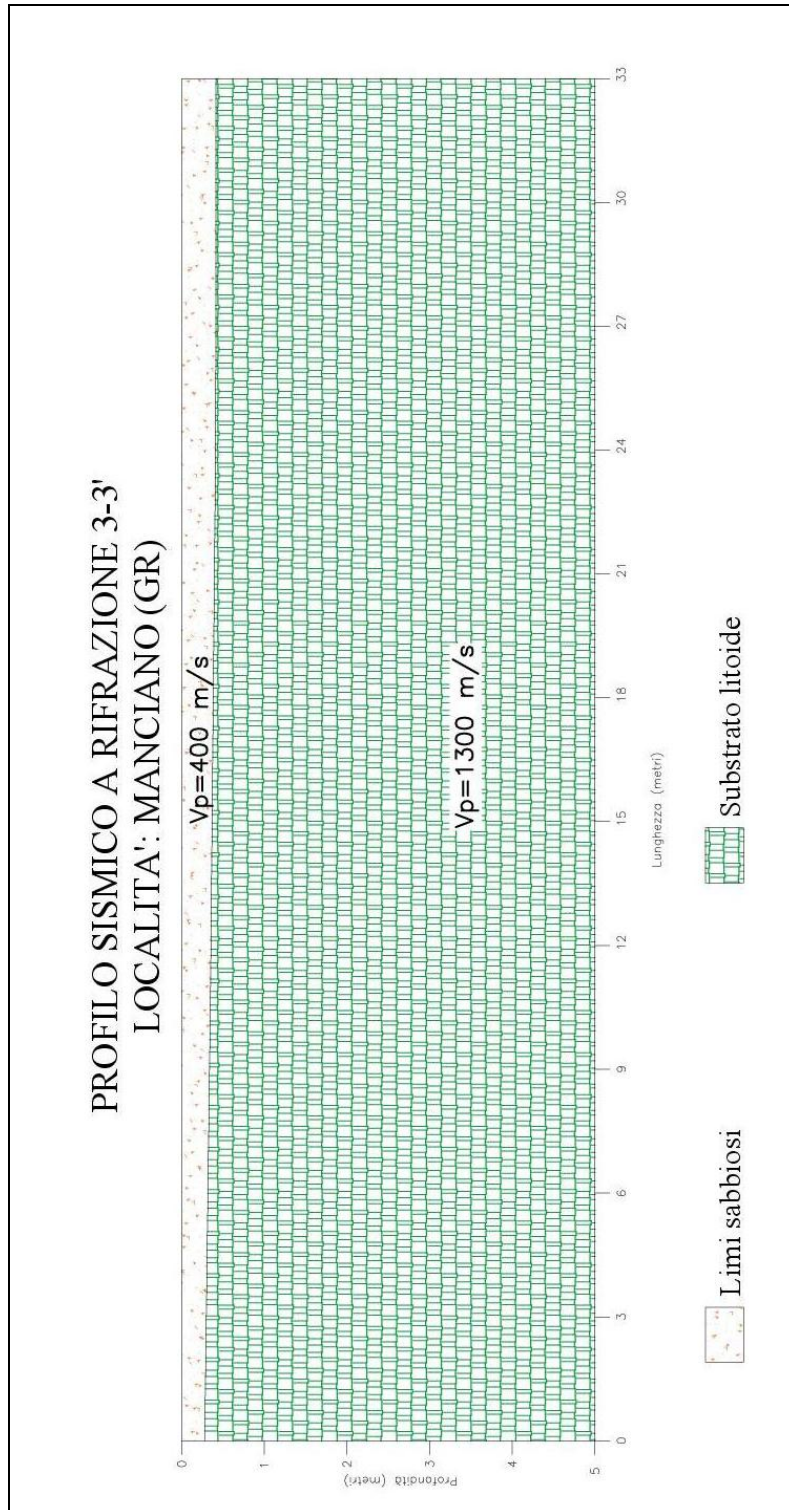 PROFILO SISMICO A RIFRAZIONE 3-3'
LOCALITA': MANCIANO (GR)
Vp=400 m/s
Vp=1300 m/s
Profondità (metri)
0
1
2
3
4
5
0
3
6
9
12
15
18
21
24
27
30
33
Lunghezza (metri)
Limi sabbiosi
Substrato litoide